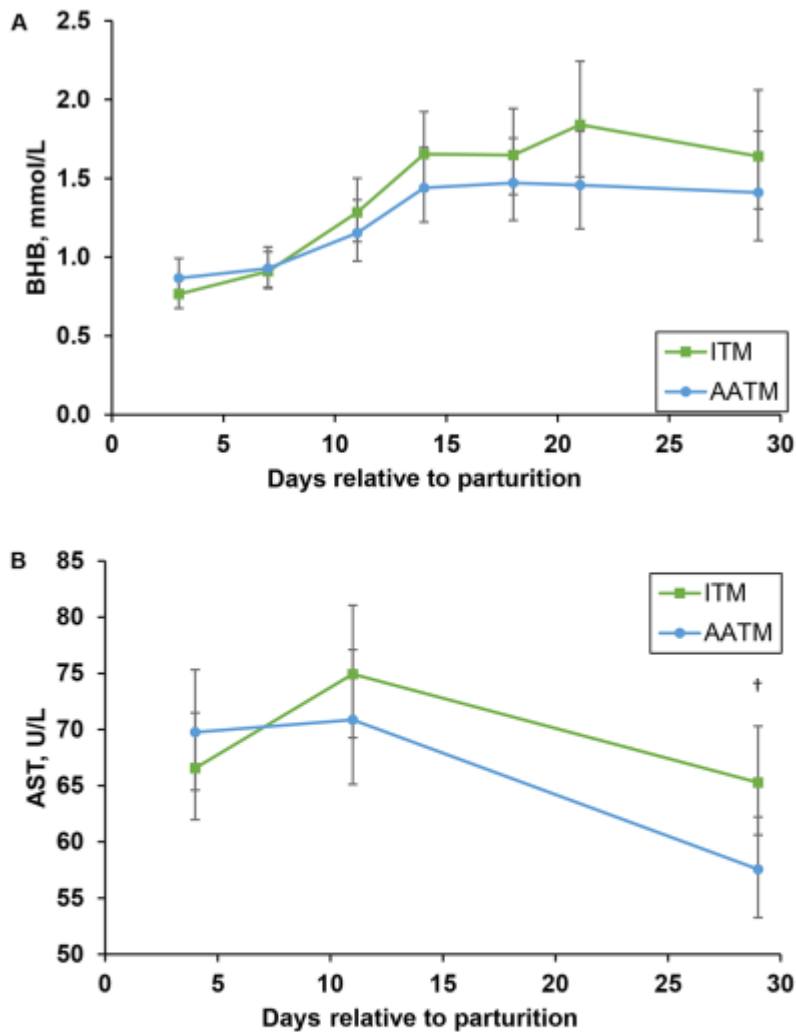 A
2.5
2.0
1.5
1.0
0.5
0.0
BHB, mmol/L
ITM
AATM
0 5 10 15 20 25 30
Days relative to parturition
B
85
80
75
70
65
60
55
50
AST, U/L
ITM
AATM
†
0 5 10 15 20 25 30
Days relative to parturition